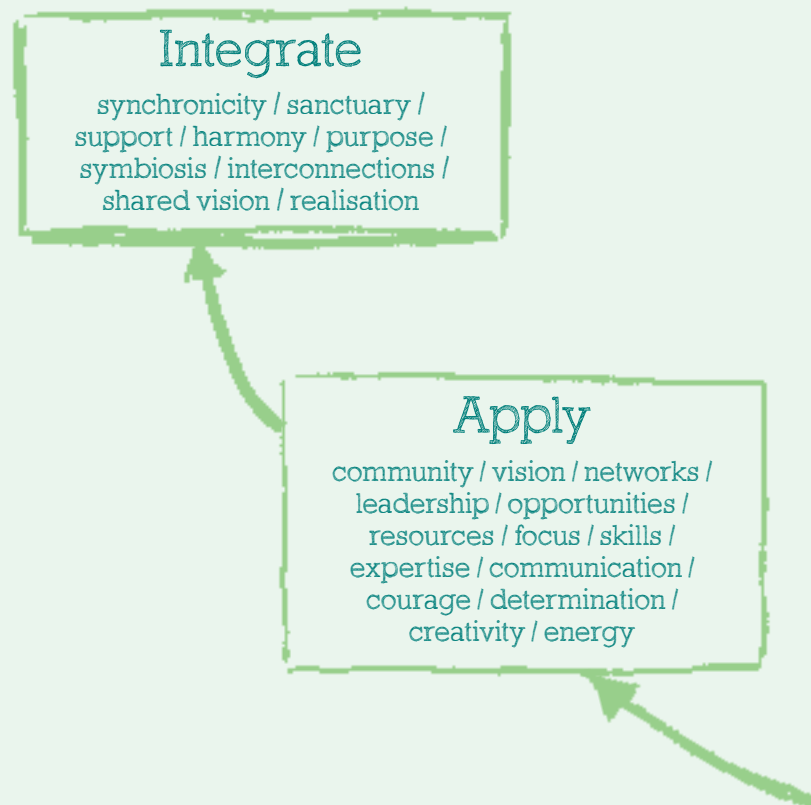 Integrate
synchronicity / sanctuary /
support / harmony / purpose /
symbiosis / interconnections /
shared vision / realisation
Apply
community / vision / networks /
leadership / opportunities /
resources / focus / skills /
expertise / communication /
courage / determination /
creativity / energy